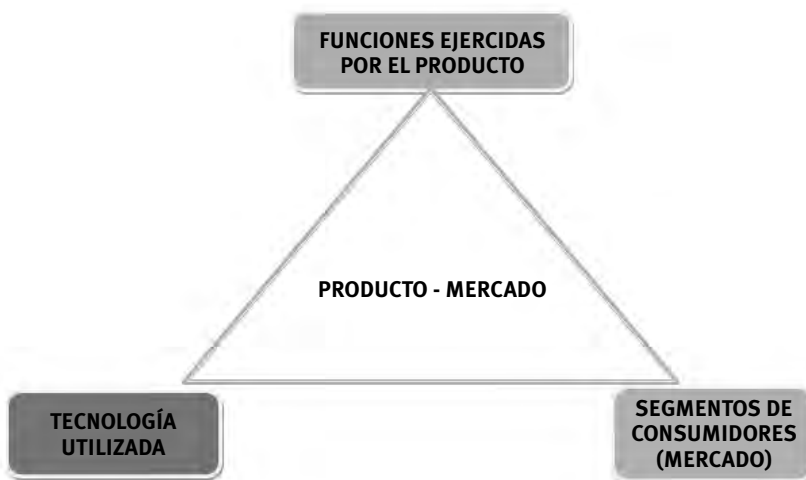 FUNCIONES EJERCIDAS
POR EL PRODUCTO
PRODUCTO - MERCADO
TECNOLOGÍA
UTILIZADA
SEGMENTOS DE
CONSUMIDORES
(MERCADO)